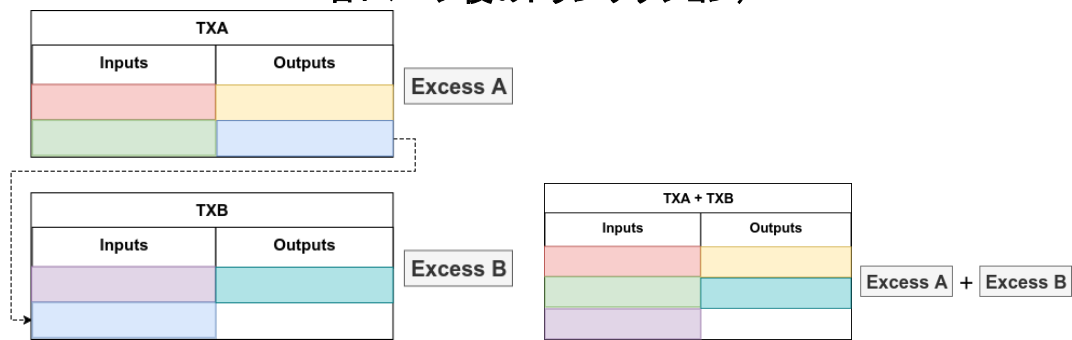 TXA
Inputs Outputs
Excess A
TXB
Inputs Outputs
Excess B
TXA + TXB
Inputs Outputs
Excess A + Excess B